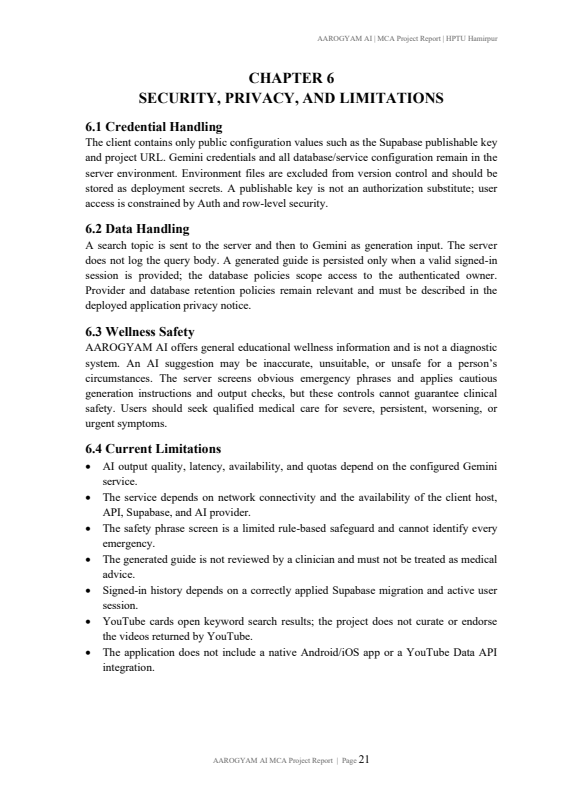 AAROGYAM AI | MCA Project Report | HPTU Hamirpur
CHAPTER 6
SECURITY, PRIVACY, AND LIMITATIONS
6.1 Credential Handling
The client contains only public configuration values such as the Supabase publishable key
and project URL. Gemini credentials and all database/service configuration remain in the
server environment. Environment files are excluded from version control and should be
stored as deployment secrets. A publishable key is not an authorization substitute; user
access is constrained by Auth and row-level security.
6.2 Data Handling
A search topic is sent to the server and then to Gemini as generation input. The server
does not log the query body. A generated guide is persisted only when a valid signed-in
session is provided; the database policies scope access to the authenticated owner.
Provider and database retention policies remain relevant and must be described in the
deployed application privacy notice.
6.3 Wellness Safety
AAROGYAM AI offers general educational wellness information and is not a diagnostic
system. An AI suggestion may be inaccurate, unsuitable, or unsafe for a person’s
circumstances. The server screens obvious emergency phrases and applies cautious
generation instructions and output checks, but these controls cannot guarantee clinical
safety. Users should seek qualified medical care for severe, persistent, worsening, or
urgent symptoms.
6.4 Current Limitations
• AI output quality, latency, availability, and quotas depend on the configured Gemini
service.
• The service depends on network connectivity and the availability of the client host,
API, Supabase, and AI provider.
• The safety phrase screen is a limited rule-based safeguard and cannot identify every
emergency.
• The generated guide is not reviewed by a clinician and must not be treated as medical
advice.
• Signed-in history depends on a correctly applied Supabase migration and active user
session.
• YouTube cards open keyword search results; the project does not curate or endorse
the videos returned by YouTube.
• The application does not include a native Android/iOS app or a YouTube Data API
integration.
AAROGYAM AI MCA Project Report | Page 21